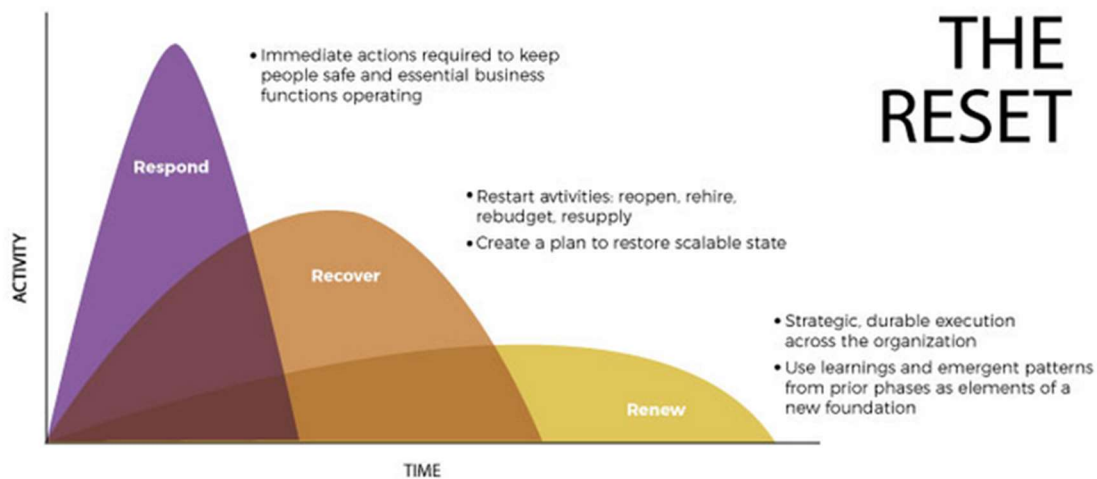 THE
RESET
• Immediate actions required to keep
people safe and essential business
functions operating
Respond
• Restart avtivities: reopen, rehire,
rebudget, resupply
• Create a plan to restore scalable state
Recover
• Strategic, durable execution
across the organization
• Use learnings and emergent patterns
from prior phases as elements of a
new foundation
Renew
ACTIVITY
TIME